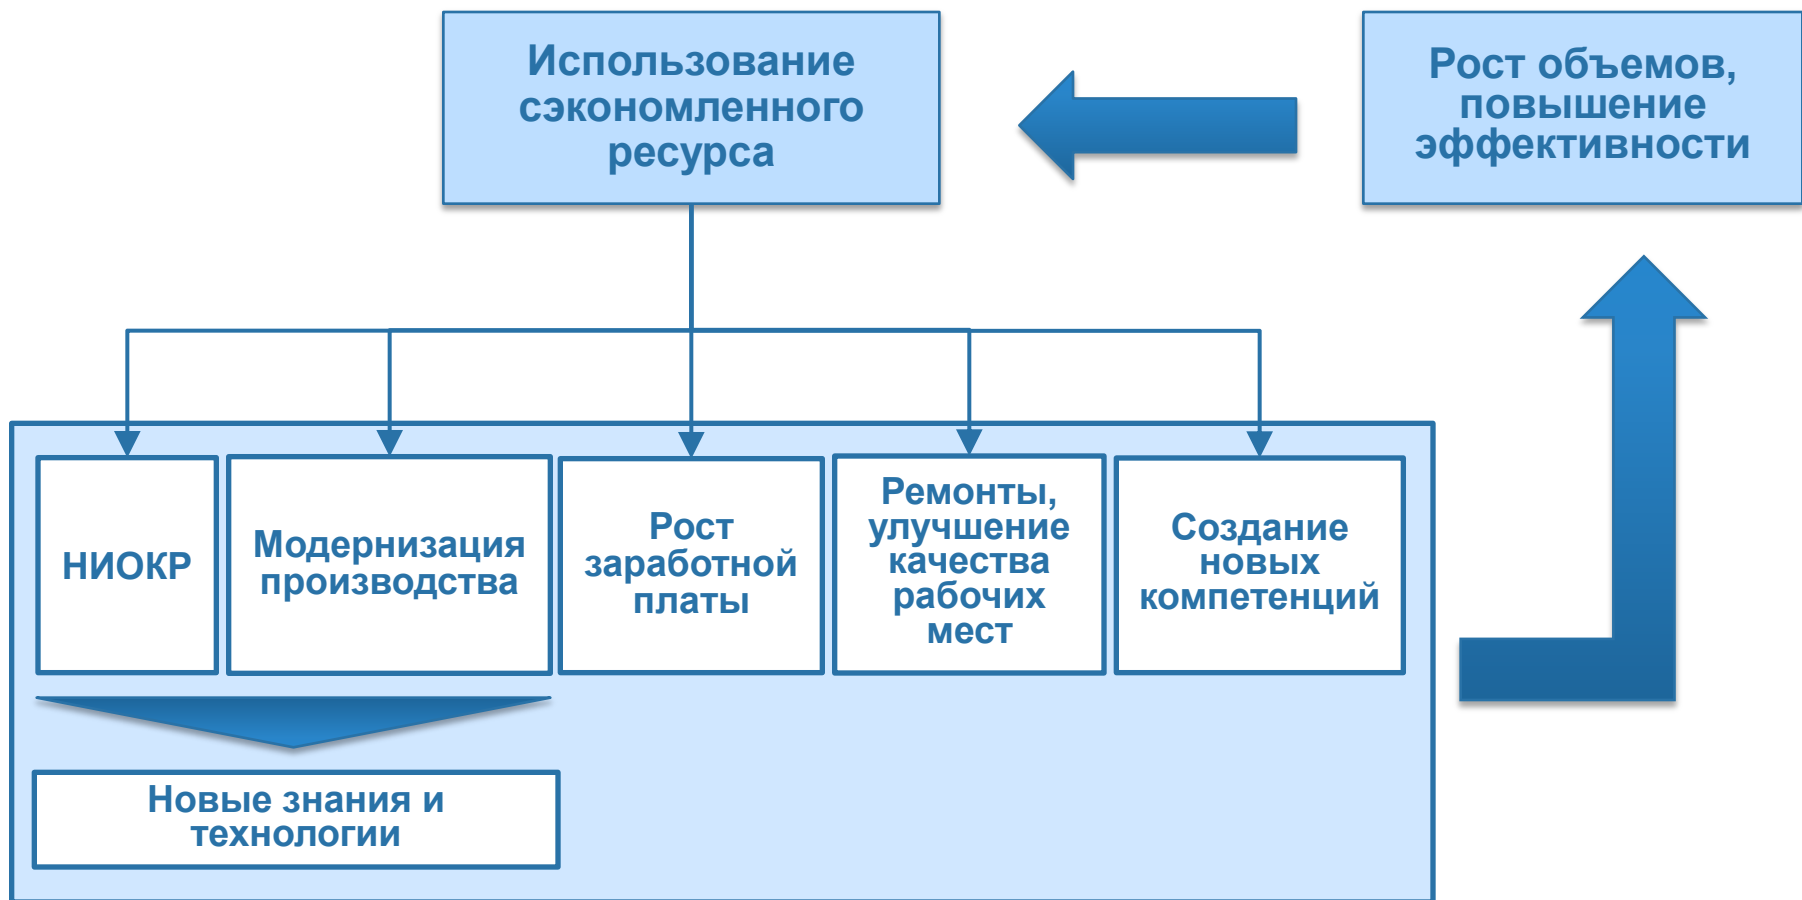 Использование
сэкономленного
ресурса
Рост объемов,
повышение
эффективности
НИОКР
Модернизация
производства
Рост
заработной
платы
Ремонты,
улучшение
качества
рабочих
мест
Создание
новых
компетенций
Новые знания и
технологии